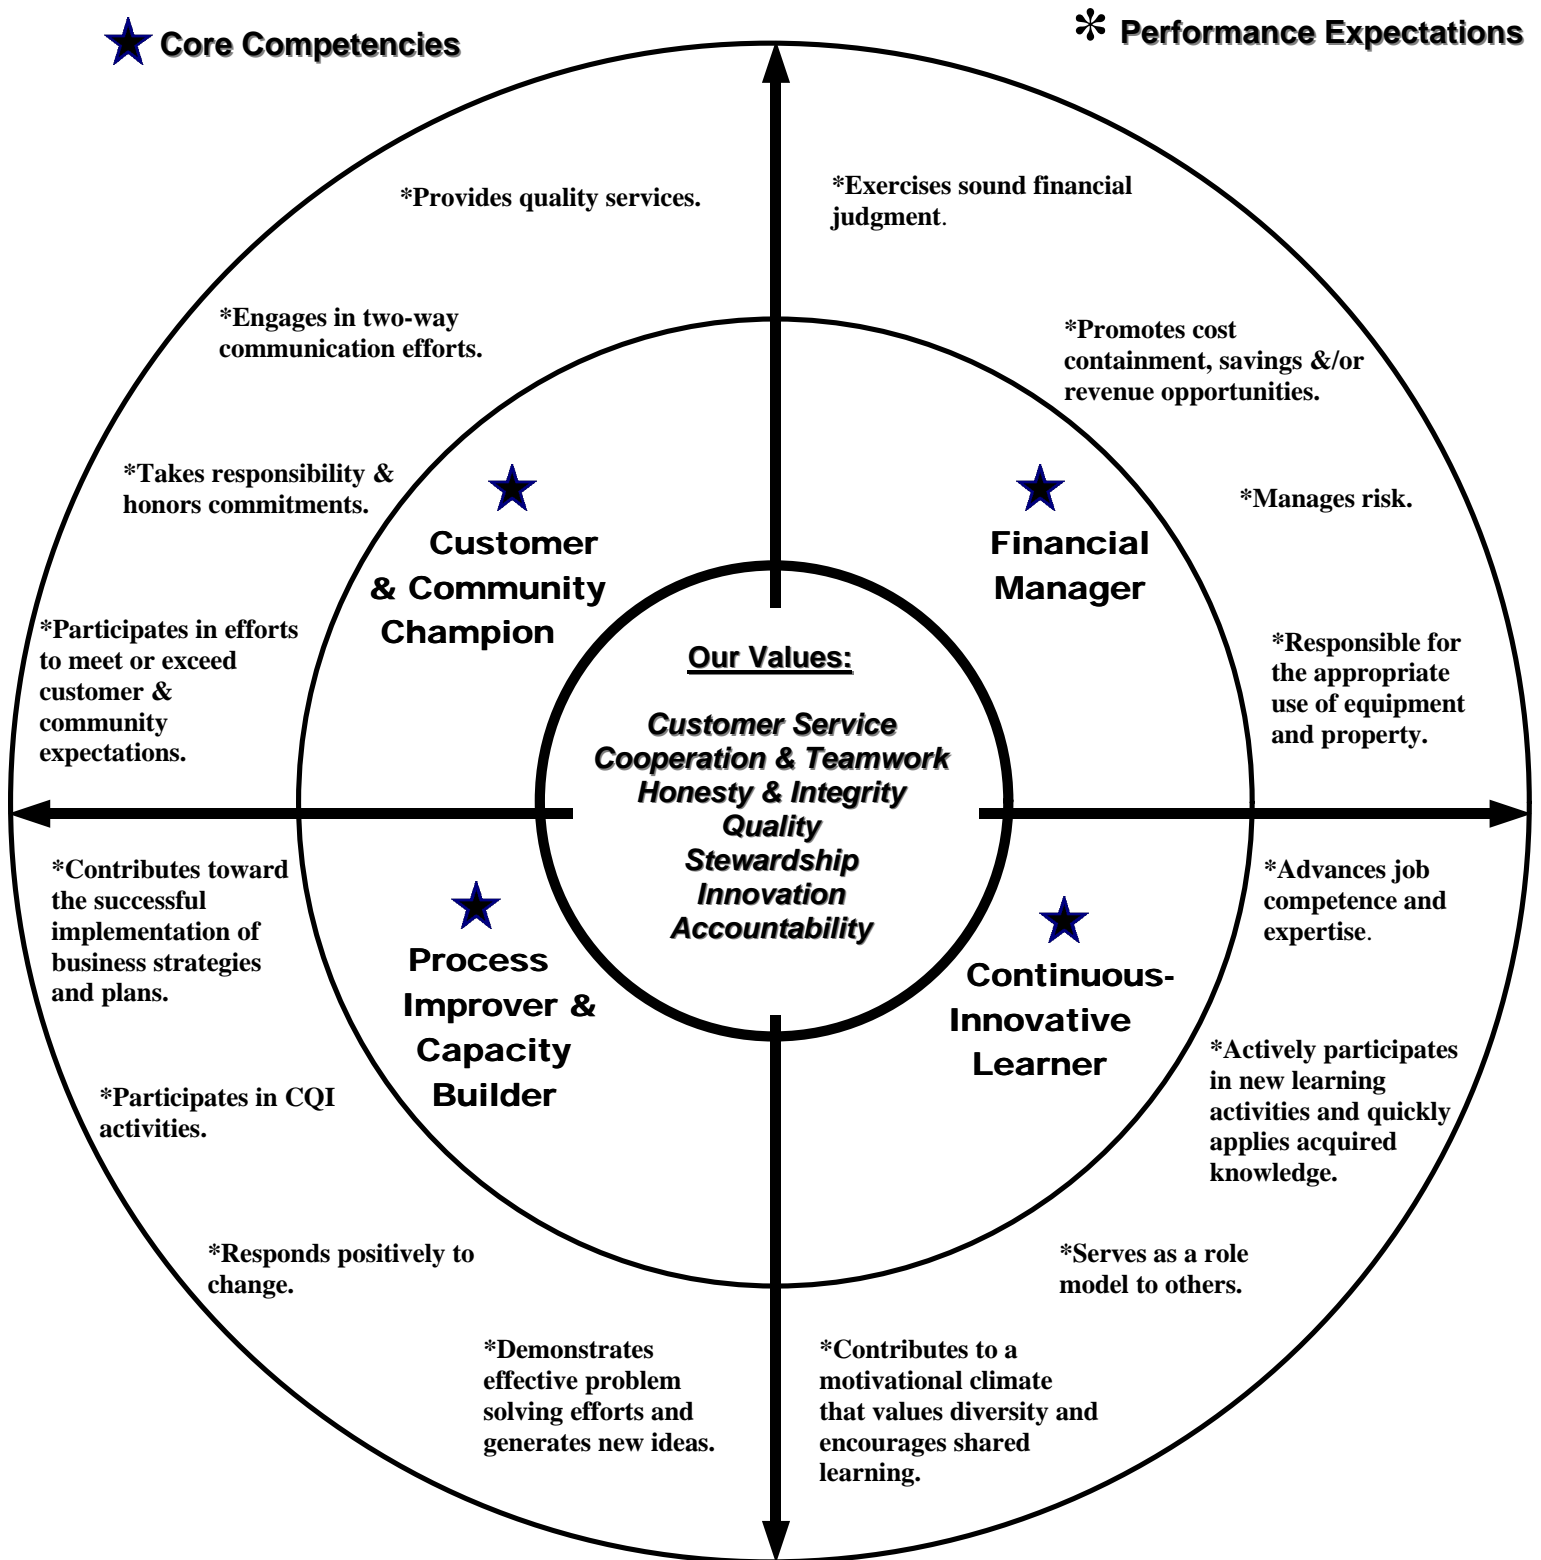 ★ Core Competencies
* Performance Expectations
*Provides quality services.
*Engages in two-way
communication efforts.
*Takes responsibility &
honors commitments.
*Participates in efforts
to meet or exceed
customer &
community
expectations.
*Exercises sound financial
judgment.
*Promotes cost
containment, savings &/or
revenue opportunities.
*Manages risk.
*Responsible for
the appropriate
use of equipment
and property.
★
Customer
& Community
Champion
★
Financial
Manager
Our Values:
Customer Service
Cooperation & Teamwork
Honesty & Integrity
Quality
Stewardship
Innovation
Accountability
★
Process
Improver &
Capacity
Builder
★
Continuous-
Innovative
Learner
*Contributes toward
the successful
implementation of
business strategies
and plans.
*Participates in CQI
activities.
*Responds positively to
change.
*Demonstrates
effective problem
solving efforts and
generates new ideas.
*Advances job
competence and
expertise.
*Actively participates
in new learning
activities and quickly
applies acquired
knowledge.
*Serves as a role
model to others.
*Contributes to a
motivational climate
that values diversity and
encourages shared
learning.